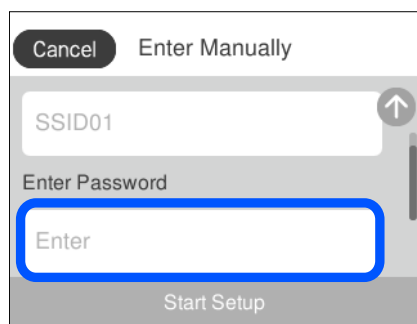 Cancel Enter Manually
SSID01
Enter Password
Enter
Start Setup